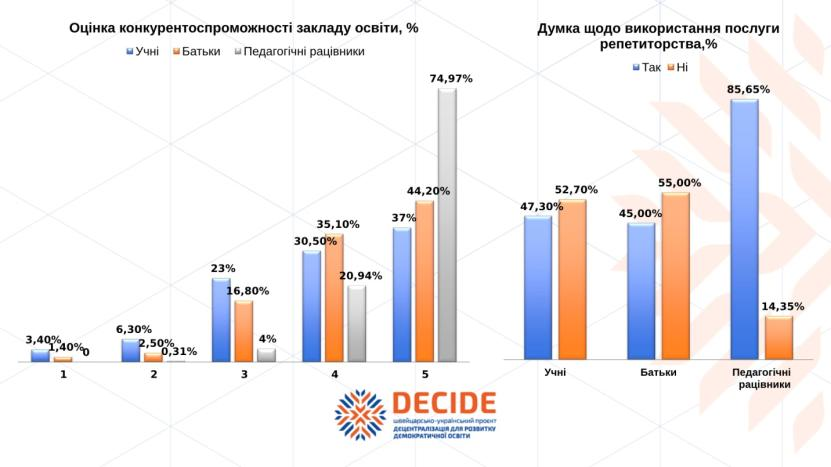 Оцінка конкурентоспроможності закладу освіти, %
Учні Батьки Педагогічні рацівники
3,40% 1,40% 0
6,30% 2,50% 0,31%
23% 16,80% 4%
30,50% 35,10% 20,94%
37% 44,20% 74,97%
1 2 3 4 5
Думка щодо використання послуги
репетиторства,%
Так Ні
47,30% 52,70%
45,00% 55,00%
85,65% 14,35%
Учні Батьки Педагогічні
рацівники
DECIDE
швейцарсько-український проєкт
ДЕЦЕНТРАЛІЗАЦІЯ ДЛЯ РОЗВИТКУ
ДЕМОКРАТИЧНОЇ ОСВІТИ